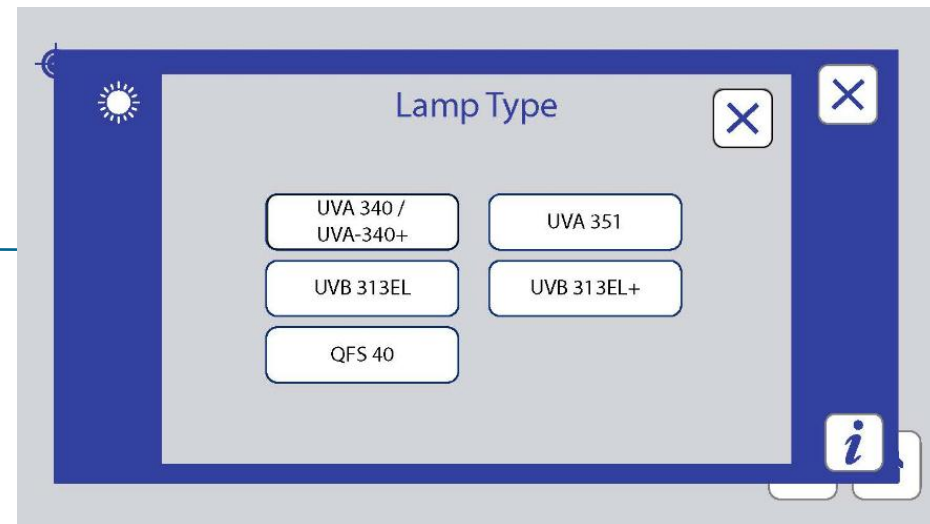 Lamp Type
UVA 340 /
UVA-340+
UVA 351
UVB 313EL
UVB 313EL+
QFS 40
i